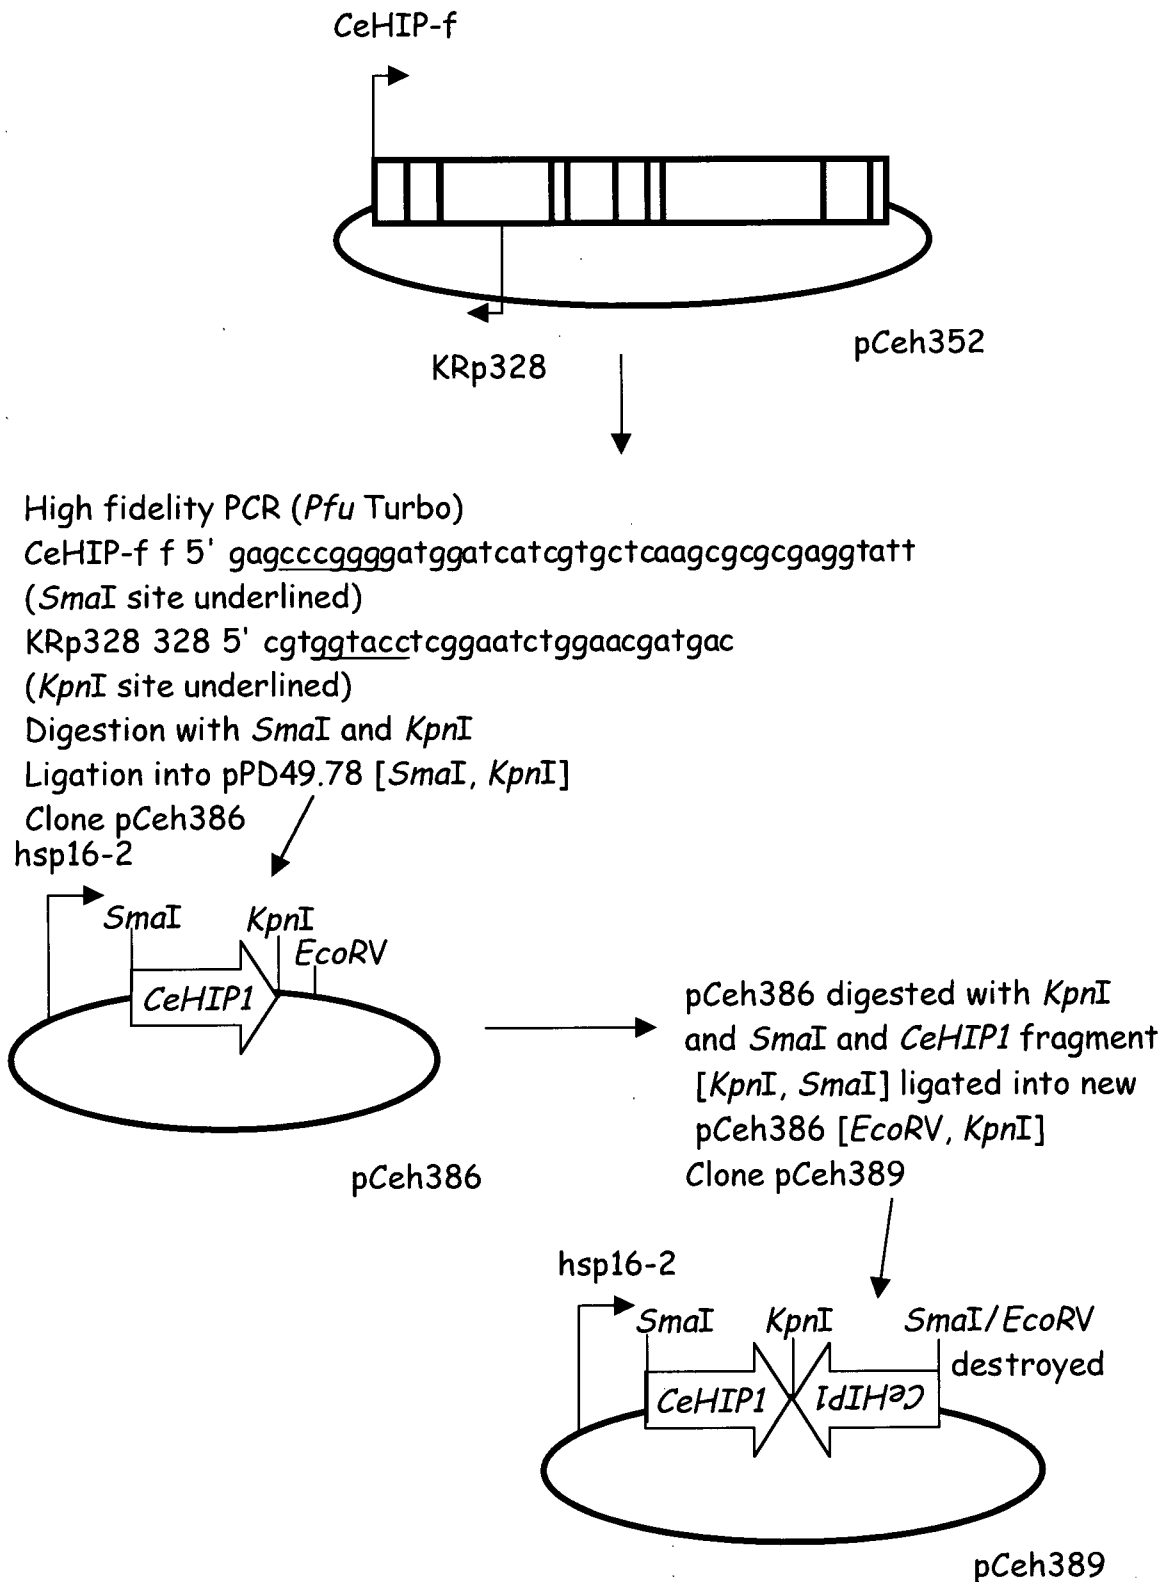 CeHIP-f
pCeh352
KRp328
High fidelity PCR (Pfu Turbo)
CeHIP-f f 5' gagcccggggatggatcatcgtgctcaagcgcgcgaggtatt
(SmaI site underlined)
KRp328 328 5' cgtggtacctcggaatctggaacgatgac
(KpnI site underlined)
Digestion with SmaI and KpnI
Ligation into pPD49.78 [SmaI, KpnI]
Clone pCeh386
hsp16-2
SmaI
KpnI
EcoRV
CeHIP1
pCeh386
pCeh386 digested with KpnI
and SmaI and CeHIP1 fragment
[KpnI, SmaI] ligated into new
pCeh386 [EcoRV, KpnI]
Clone pCeh389
hsp16-2
SmaI
KpnI
SmaI/EcoRV
destroyed
CeHIP1
CeHIP1
pCeh389